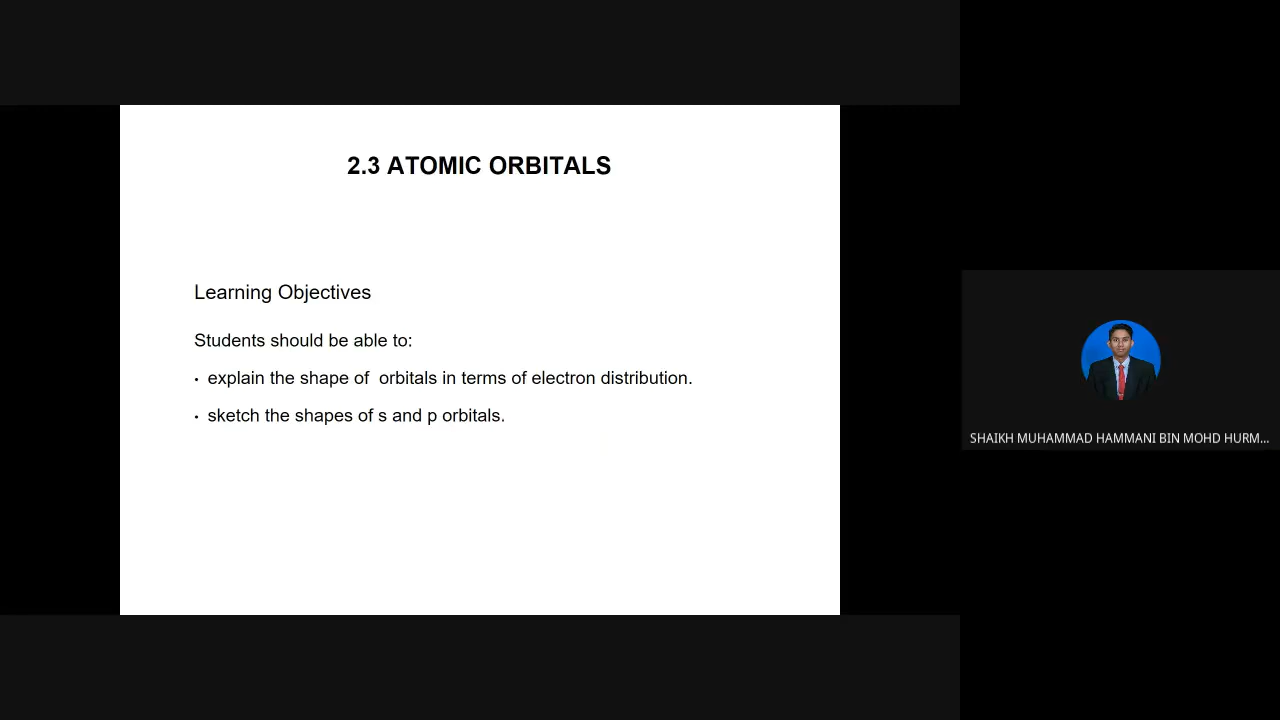 2.3 ATOMIC ORBITALS
Learning Objectives
Students should be able to:
• explain the shape of  orbitals in terms of electron distribution.
• sketch the shapes of s and p orbitals.
SHAIKH MUHAMMAD HAMMANI BIN MOHD HURM...